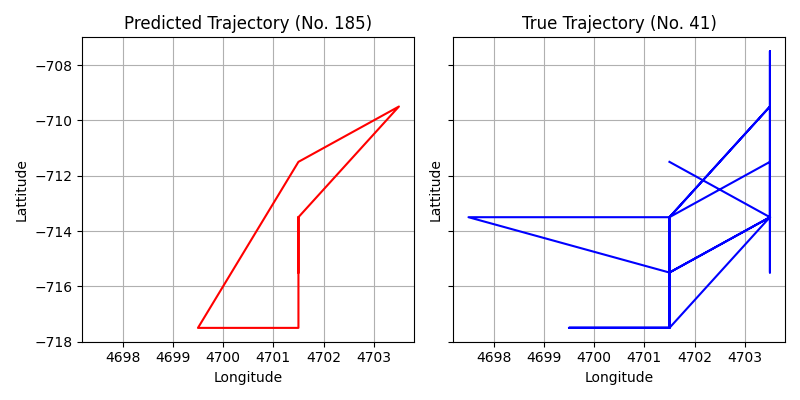 Predicted Trajectory (No. 185)
True Trajectory (No. 41)
Lattitude
−708
−710
−712
−714
−716
−718
4698 4699 4700 4701 4702 4703
Longitude
Lattitude
4698 4699 4700 4701 4702 4703
Longitude